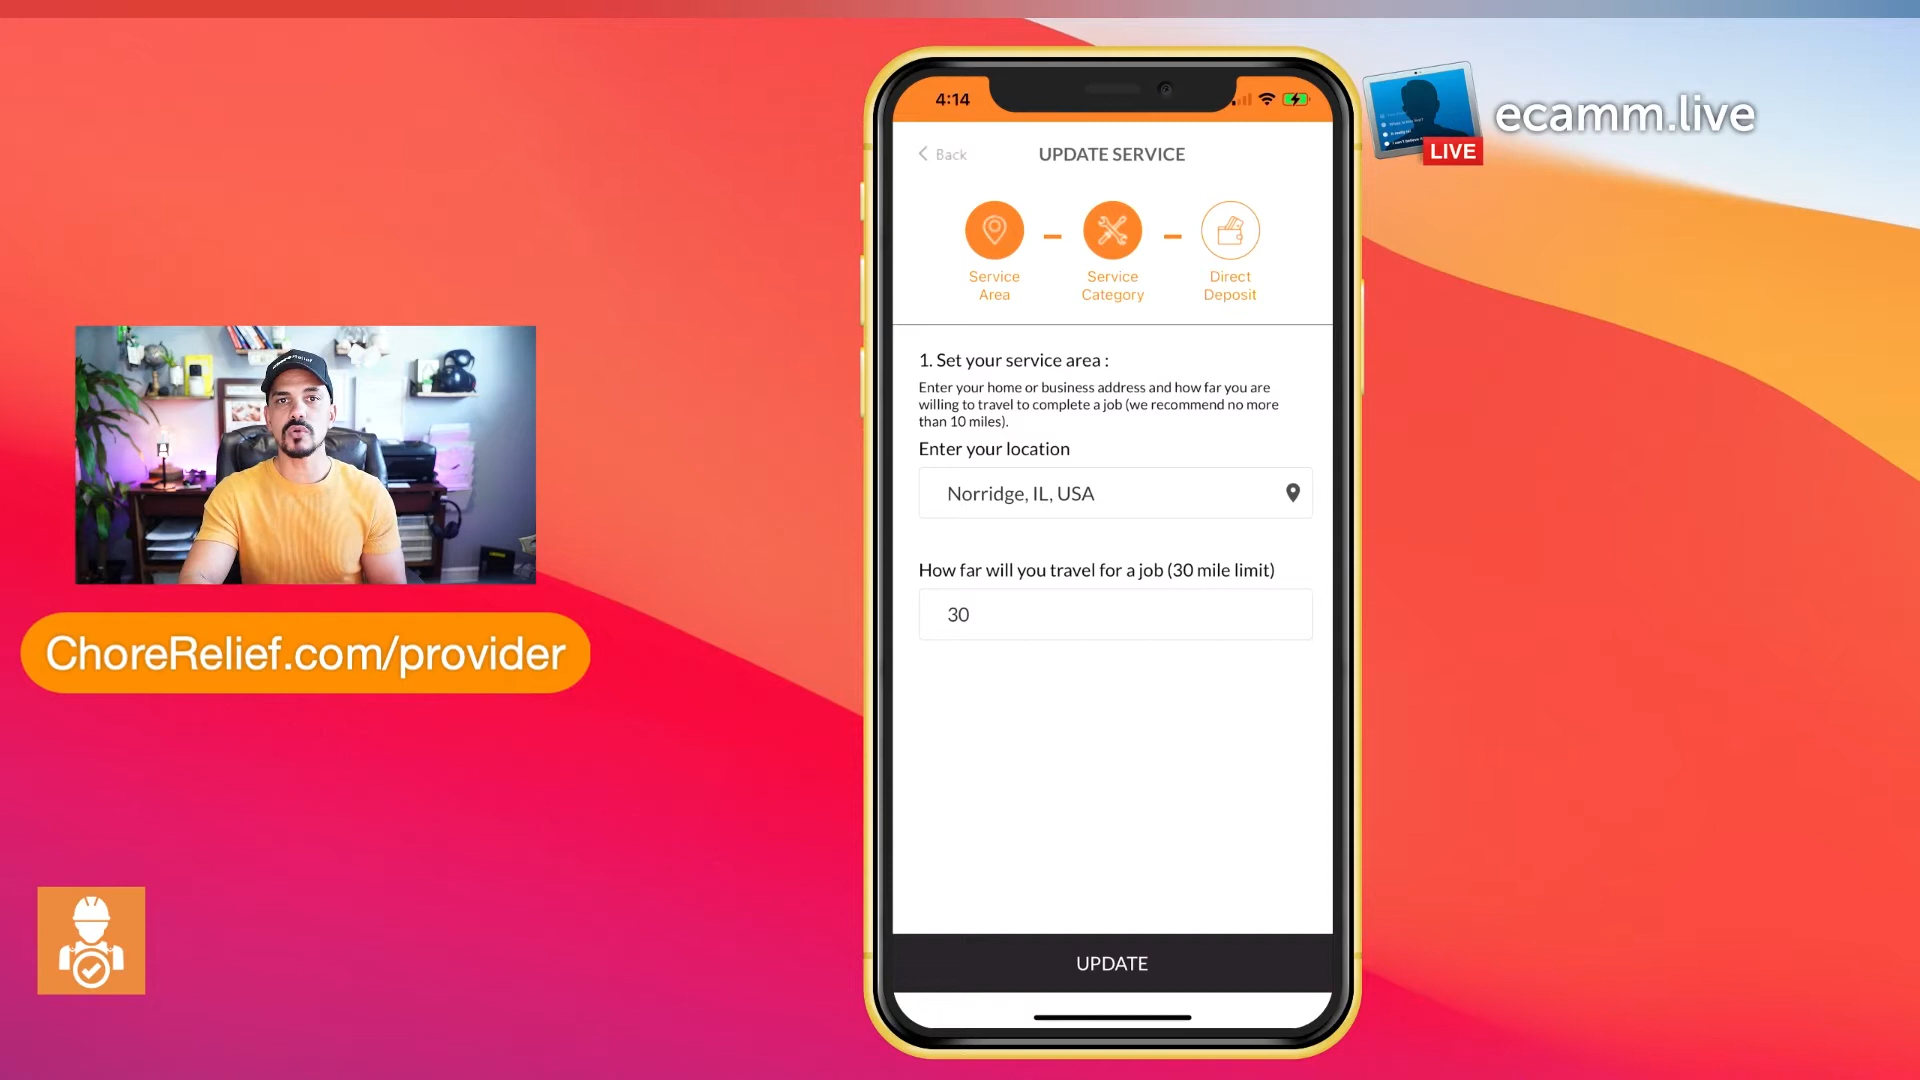 4:14
Back
UPDATE SERVICE
Service
Area
Service
Category
Direct
Deposit
1. Set your service area :
Enter your home or business address and how far you are
willing to travel to complete a job (we recommend no more
than 10 miles).
Enter your location
Norridge, IL, USA
How far will you travel for a job (30 mile limit)
30
UPDATE
LIVE
ecamm.live
ChoreRelief.com/provider